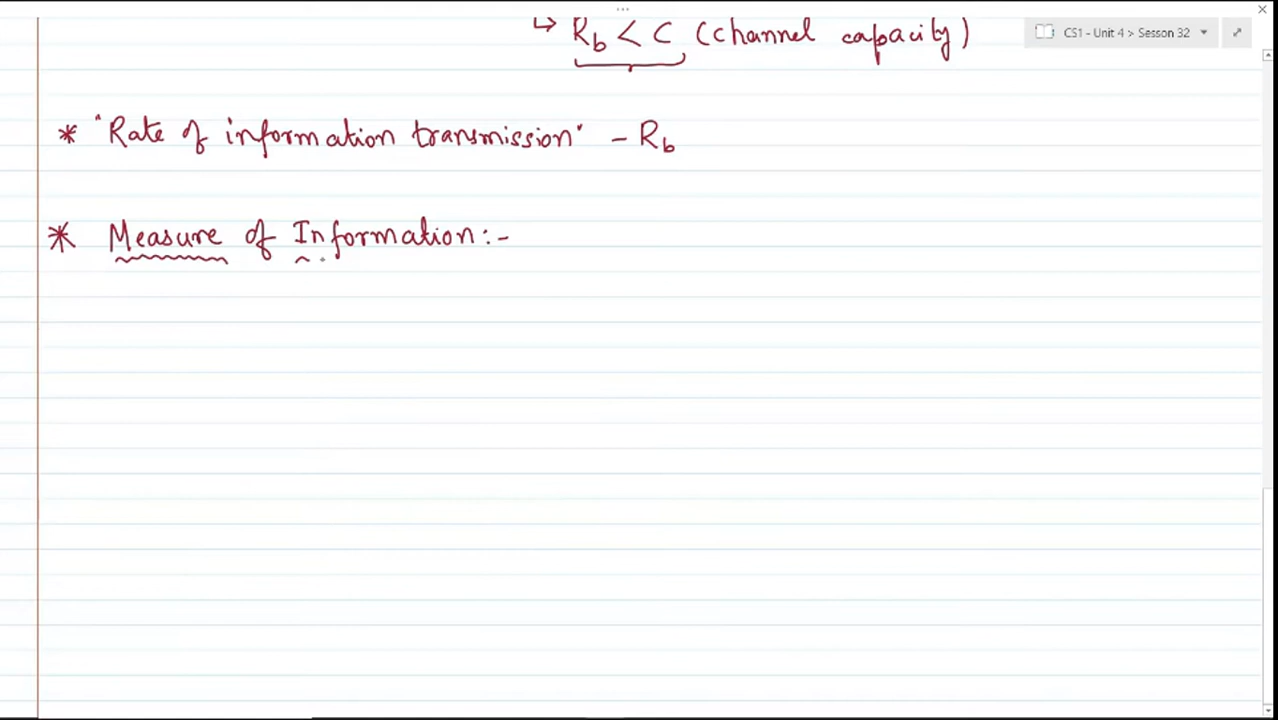 ↳ Rb < C (channel capacity)
CS1 - Unit 4 > Sesson 32
* "Rate of information transmission" - Rb
* Measure of Information:-